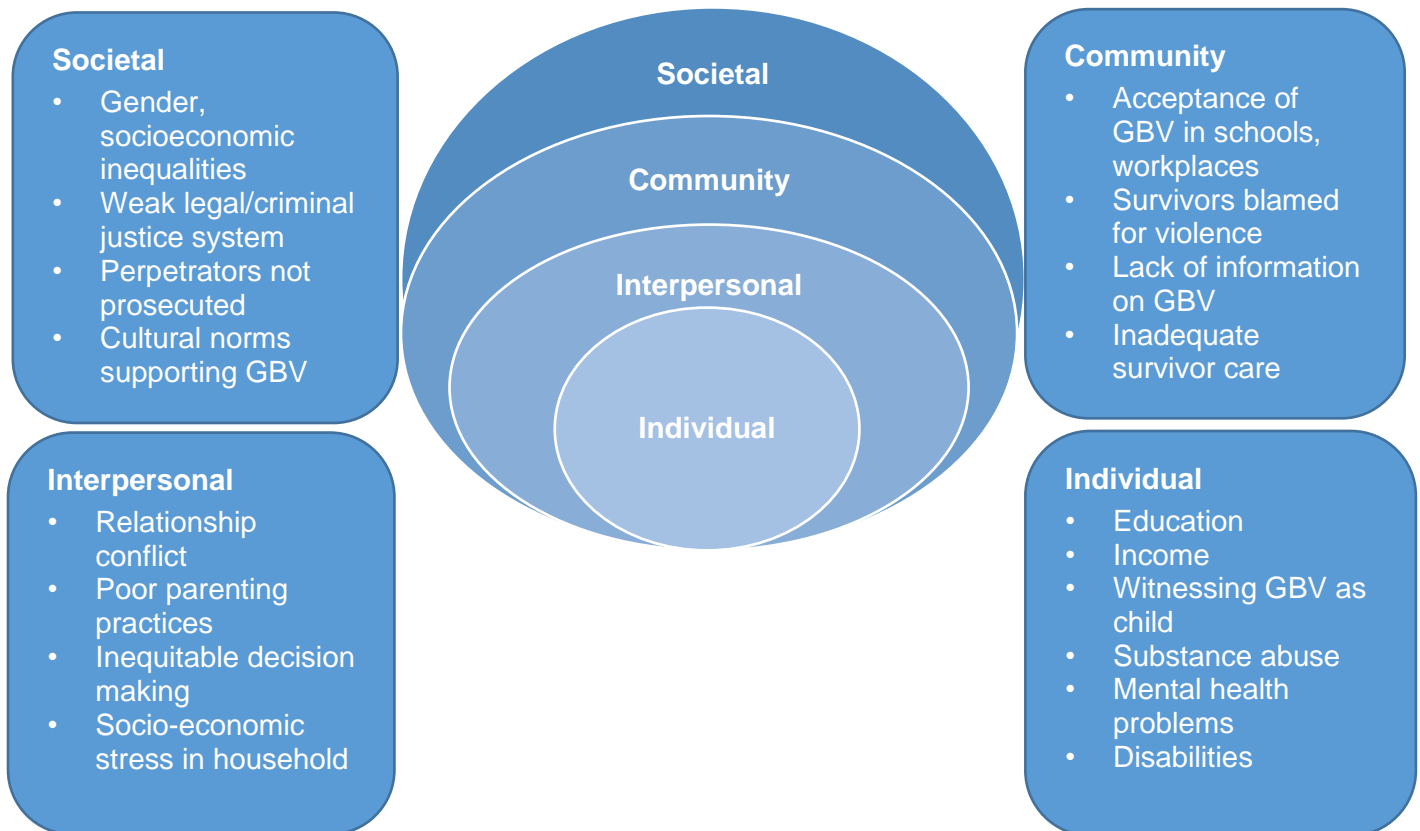 Societal
• Gender,
socioeconomic
inequalities
• Weak legal/criminal
justice system
• Perpetrators not
prosecuted
• Cultural norms
supporting GBV
Societal
Community
Interpersonal
Individual
Community
• Acceptance of
GBV in schools,
workplaces
• Survivors blamed
for violence
• Lack of information
on GBV
• Inadequate
survivor care
Interpersonal
• Relationship
conflict
• Poor parenting
practices
• Inequitable decision
making
• Socio-economic
stress in household
Individual
• Education
• Income
• Witnessing GBV as
child
• Substance abuse
• Mental health
problems
• Disabilities